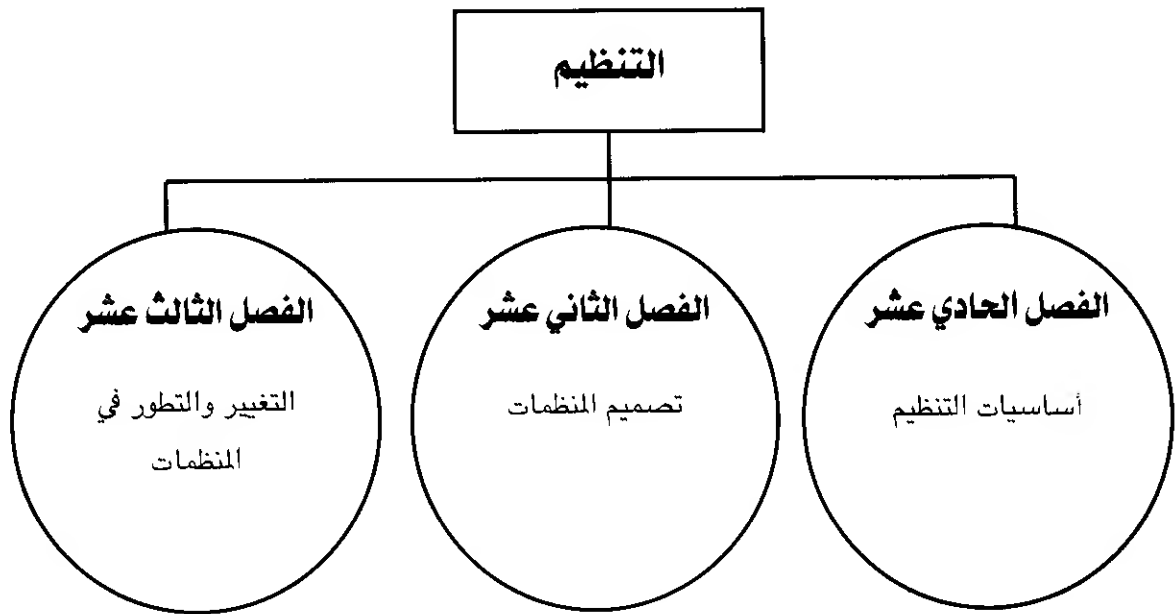 التنظيم
الفصل الحادي عشر
أساسيات التنظيم
الفصل الثاني عشر
تصميم المنظمات
الفصل الثالث عشر
التغيير والتطور في
المنظمات